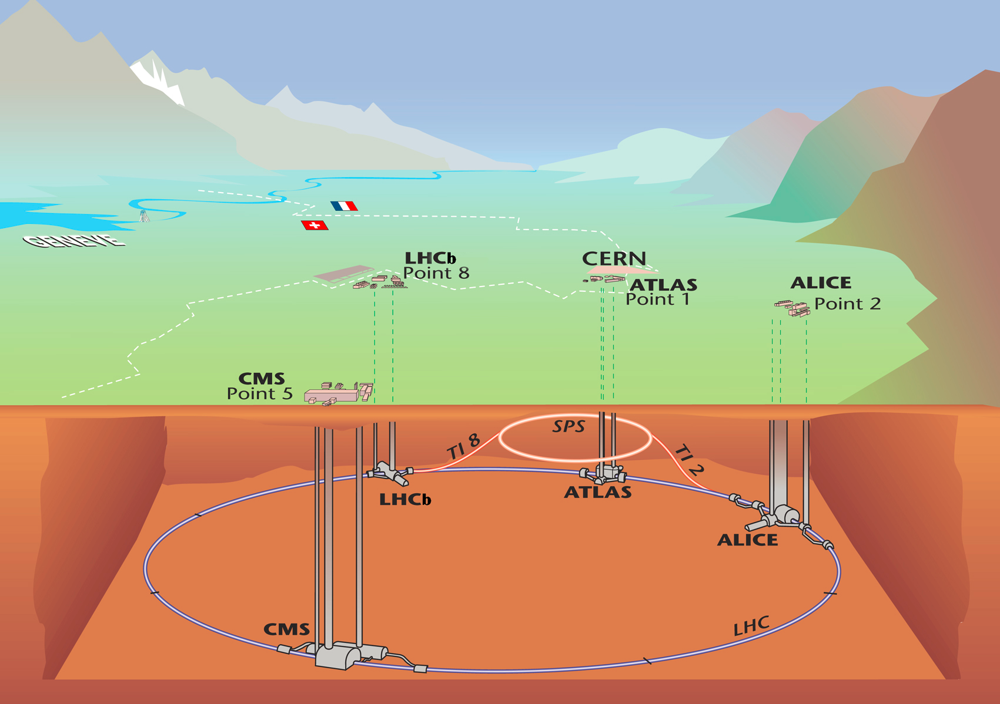 GENEVE
LHCb
Point 8
CERN
ATLAS
Point 1
ALICE
Point 2
CMS
Point 5
SPS
TI 8
TI 2
LHCb
ATLAS
ALICE
CMS
LHC